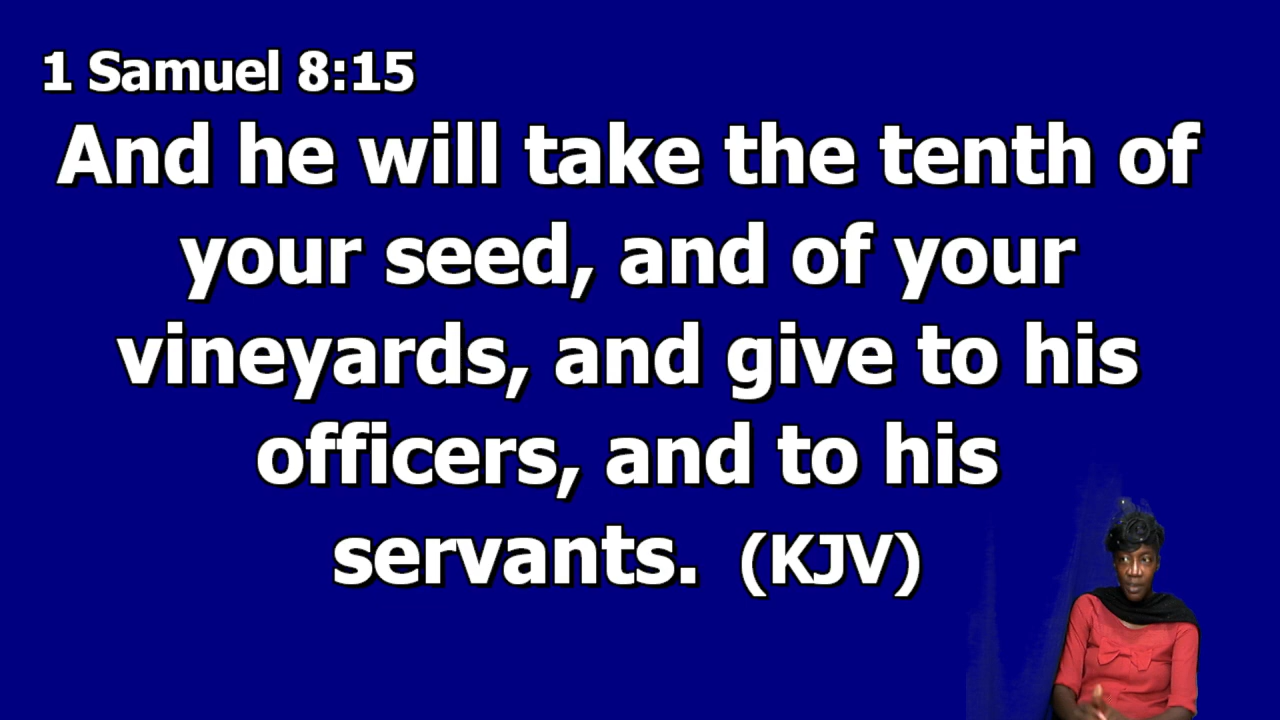 1 Samuel 8:15
And he will take the tenth of
your seed, and of your
vineyards, and give to his
officers, and to his
servants. (KJV)